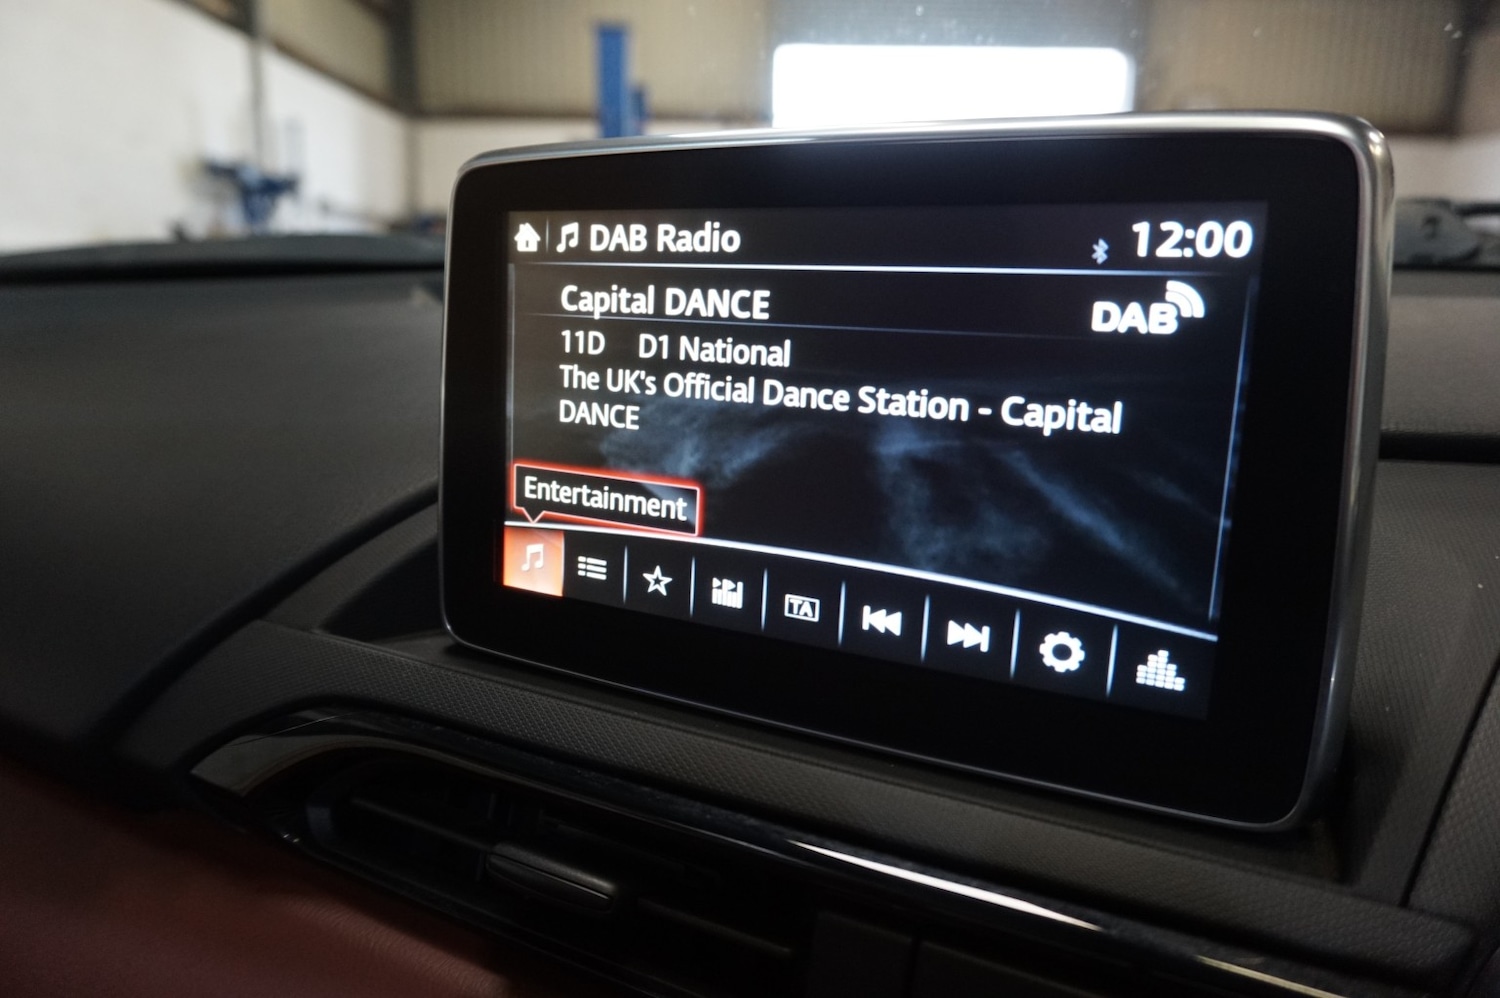 DAB Radio 12:00
Capital DANCE DAB
11D D1 National
The UK's Official Dance Station - Capital
DANCE
Entertainment
TA